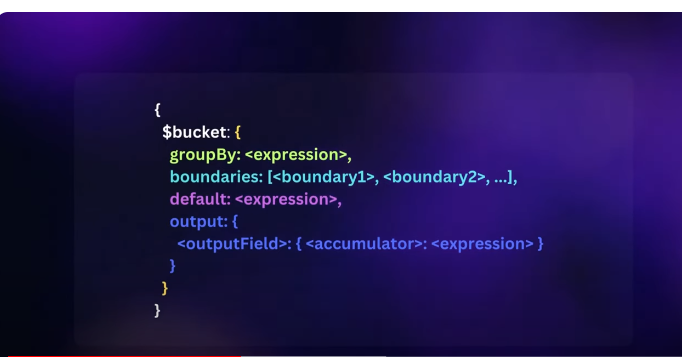 {
$bucket: {
groupBy: <expression>,
boundaries: [<boundary1>, <boundary2>, ...],
default: <expression>,
output: {
<outputField>: { <accumulator>: <expression> }
}
}
}